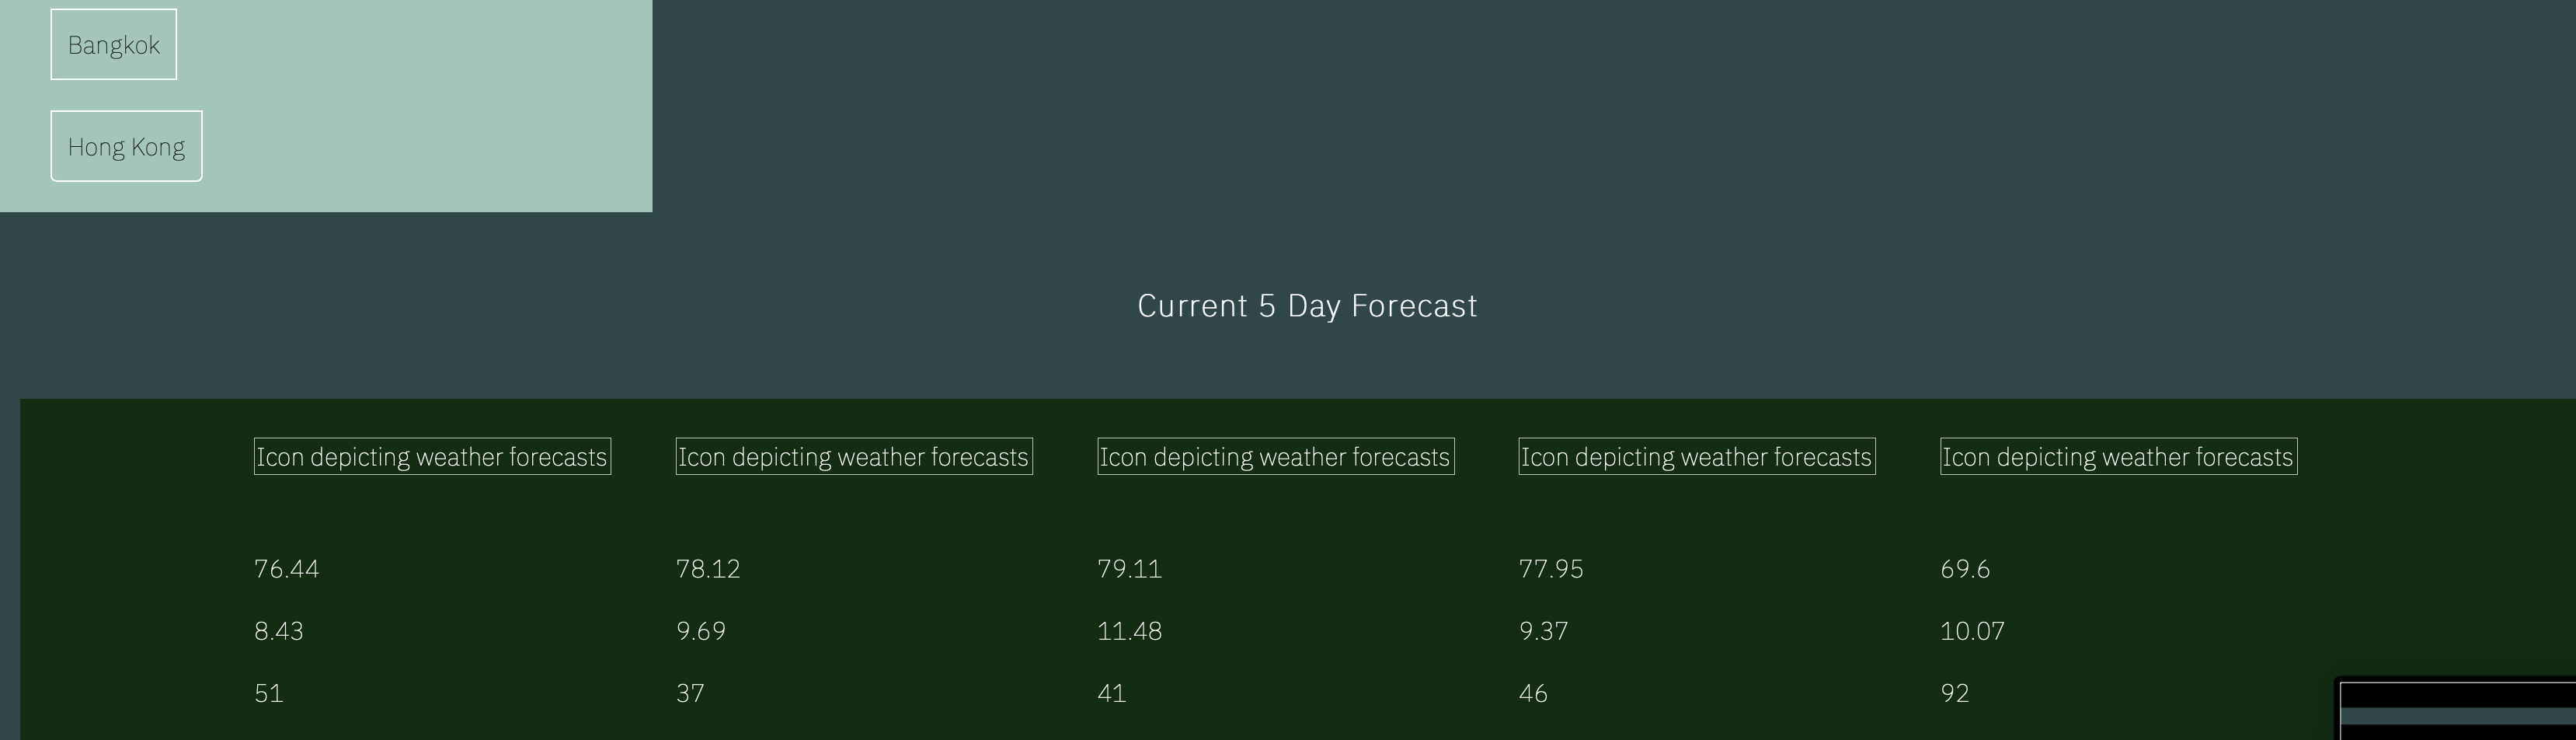 Bangkok
Hong Kong
Current 5 Day Forecast
Icon depicting weather forecasts Icon depicting weather forecasts Icon depicting weather forecasts Icon depicting weather forecasts Icon depicting weather forecasts
76.44 78.12 79.11 77.95 69.6
8.43 9.69 11.48 9.37 10.07
51 37 41 46 92